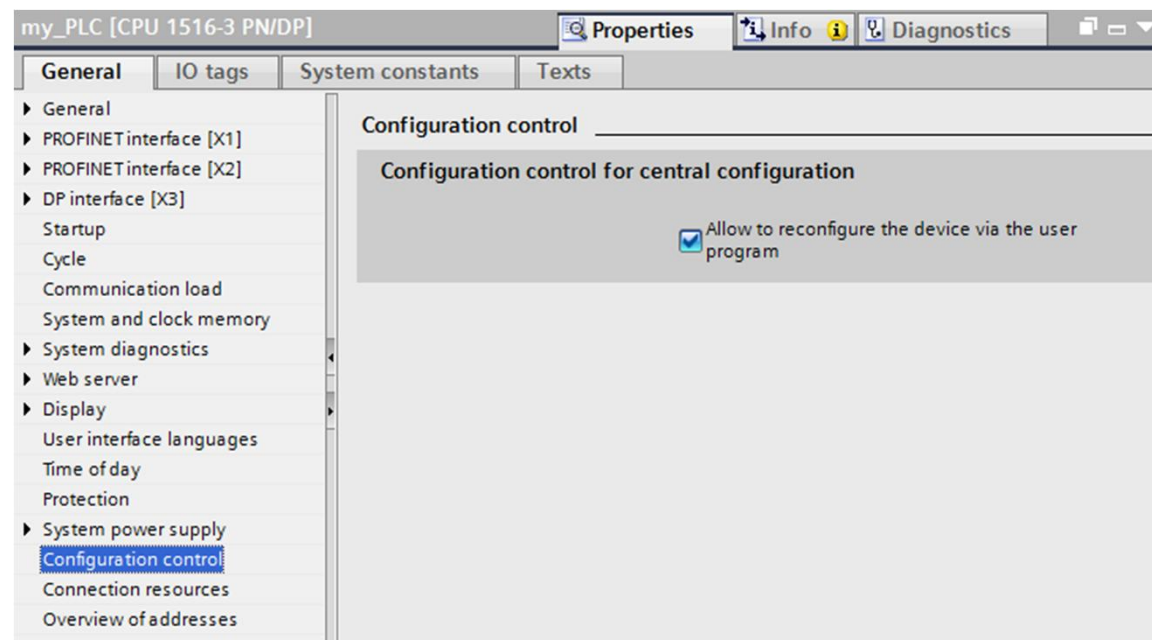 my_PLC [CPU 1516-3 PN/DP]
Properties
Info
Diagnostics
General
IO tags
System constants
Texts
General
PROFINET interface [X1]
PROFINET interface [X2]
DP interface [X3]
Startup
Cycle
Communication load
System and clock memory
System diagnostics
Web server
Display
User interface languages
Time of day
Protection
System power supply
Configuration control
Connection resources
Overview of addresses
Configuration control
Configuration control for central configuration
Allow to reconfigure the device via the user
program